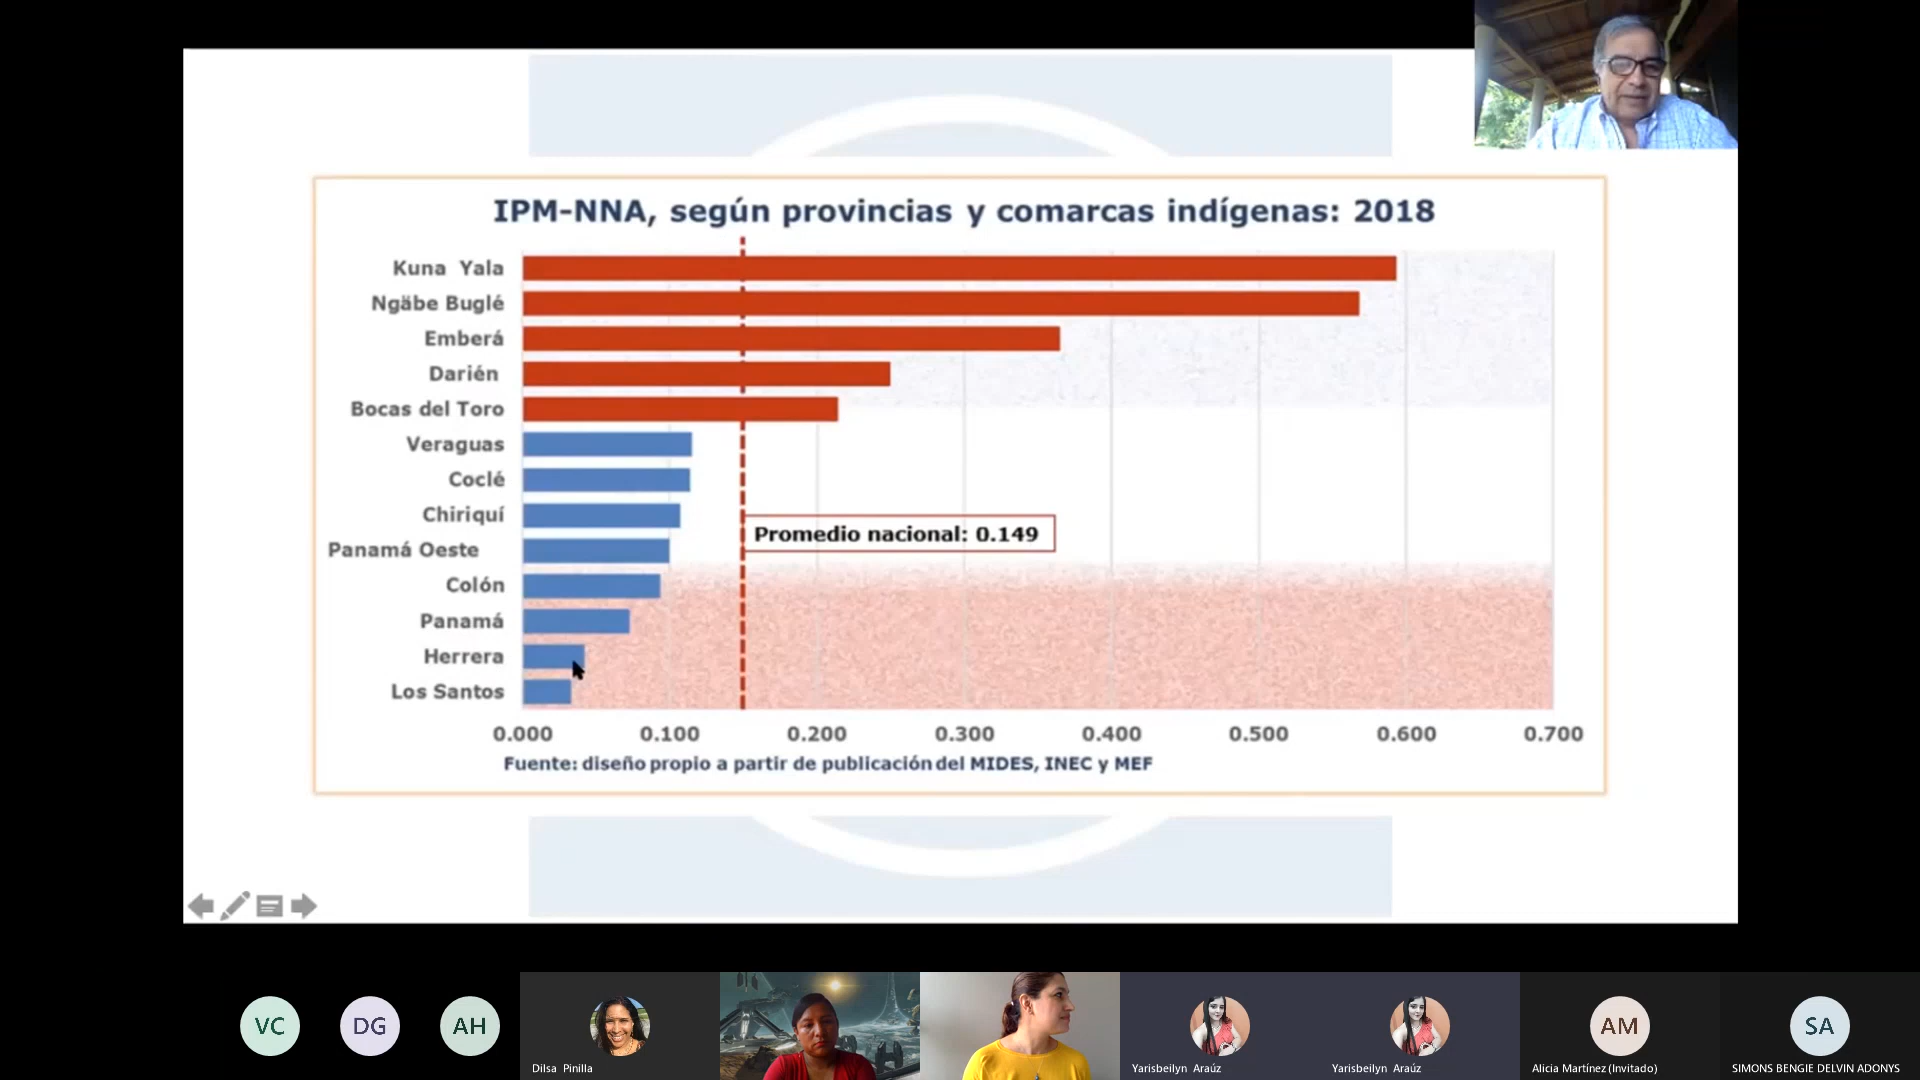 IPM-NNA, según provincias y comarcas indígenas: 2018
Kuna Yala
Ngäbe Buglé
Emberá
Darién
Bocas del Toro
Veraguas
Coclé
Chiriquí
Promedio nacional: 0.149
Panamá Oeste
Colón
Panamá
Herrera
Los Santos
0.000 0.100 0.200 0.300 0.400 0.500 0.600 0.700
Fuente: diseño propio a partir de publicación del MIDES, INEC y MEF
VC DG AH AM SA
Dilsa Pinilla
Yarisbeilyn Araúz
Yarisbeilyn Araúz
Alicia Martínez (Invitado)
SIMONS BENGIE DELVIN ADONYS